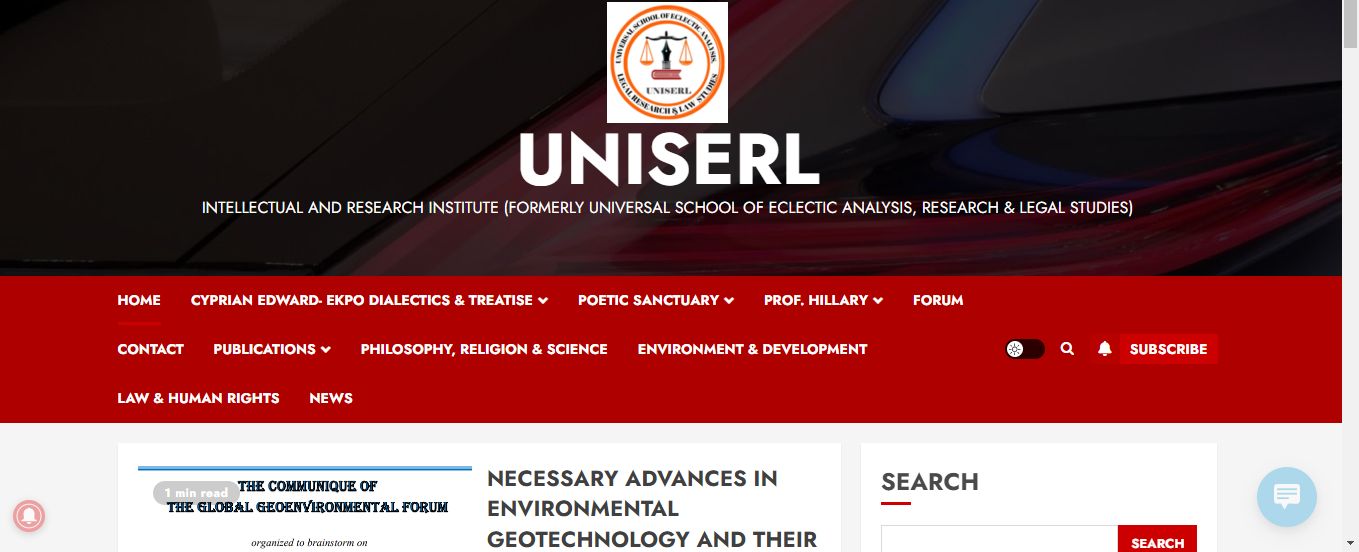 UNIVERSAL SCHOOL OF ECLECTIC ANALYSIS
LEGAL RESEARCH & LAW STUDIES
UNISERL
UNISERL
INTELLECTUAL AND RESEARCH INSTITUTE (FORMERLY UNIVERSAL SCHOOL OF ECLECTIC ANALYSIS, RESEARCH & LEGAL STUDIES)
HOME CYPRIAN EDWARD- EKPO DIALECTICS & TREATISE POETIC SANCTUARY PROF. HILLARY FORUM
CONTACT PUBLICATIONS PHILOSOPHY, RELIGION & SCIENCE ENVIRONMENT & DEVELOPMENT SUBSCRIBE
LAW & HUMAN RIGHTS NEWS
1 min read
THE COMMUNIQUE OF
THE GLOBAL GEOENVIRONMENTAL FORUM
organized to brainstorm on
NECESSARY ADVANCES IN
ENVIRONMENTAL
GEOTECHNOLOGY AND THEIR
SEARCH
SEARCH